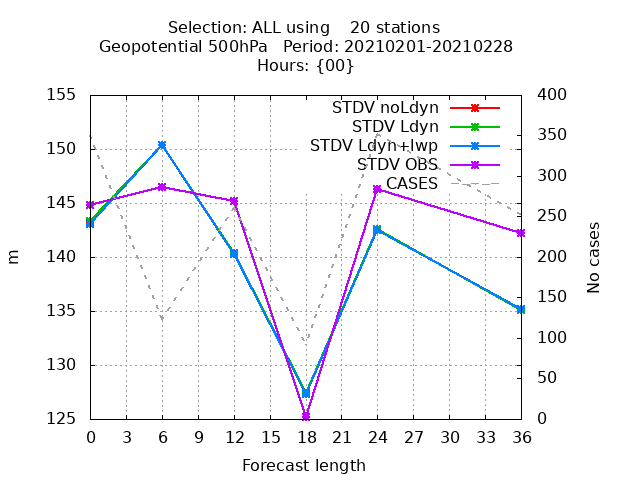 Selection: ALL using    20 stations
Geopotential 500hPa   Period: 20210201-20210228
Hours: {00}
155 400
STDV noLdyn
STDV Ldyn
STDV Ldyn+lwp
STDV OBS
CASES
150 350
145 300
140 250
135 200
130 150
125 100
50
0
m
No cases
0 3 6 9 12 15 18 21 24 27 30 33 36
Forecast length